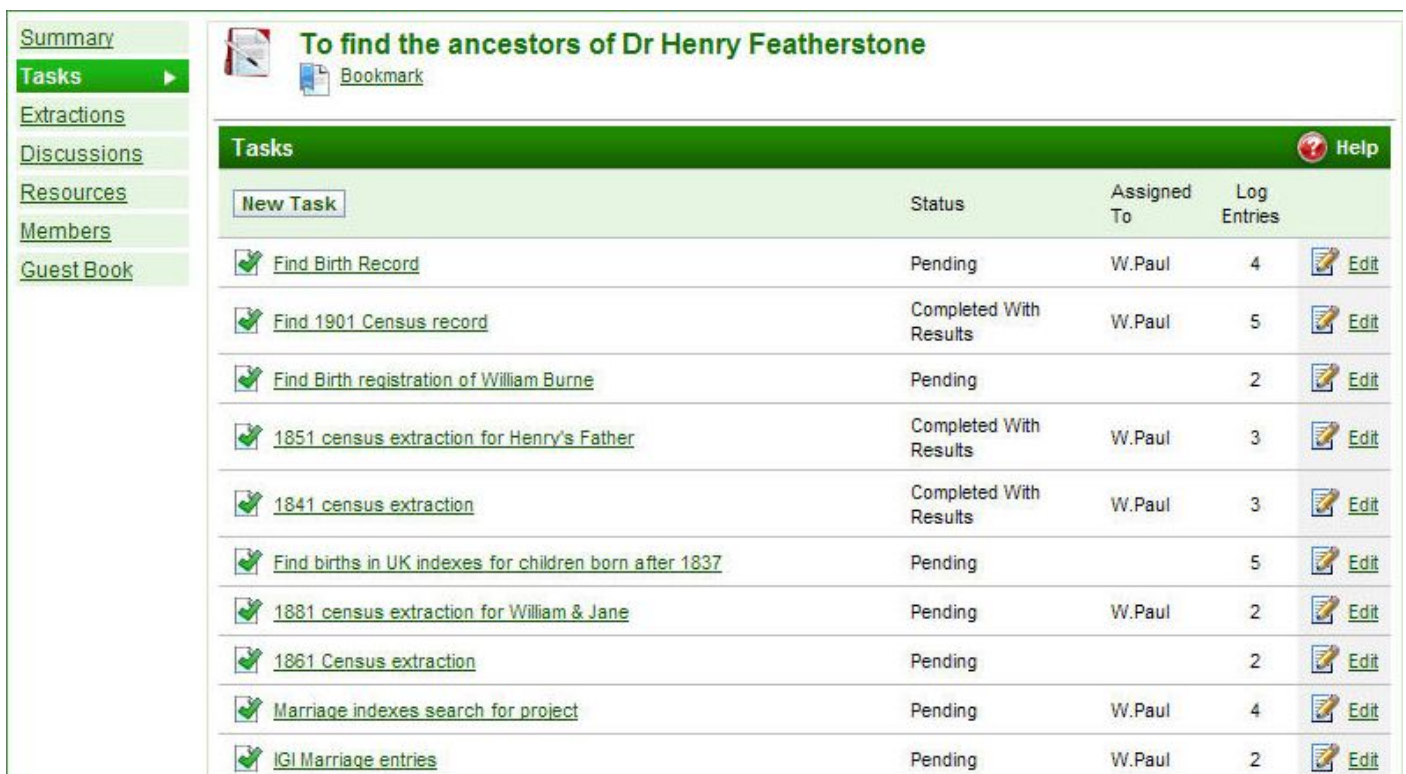 Summary
Tasks
Extractions
Discussions
Resources
Members
Guest Book
To find the ancestors of Dr Henry Featherstone
Bookmark
Tasks Help
New Task Status Assigned To Log Entries
Find Birth Record Pending W.Paul 4 Edit
Find 1901 Census record Completed With Results W.Paul 5 Edit
Find Birth registration of William Burne Pending 2 Edit
1851 census extraction for Henry's Father Completed With Results W.Paul 3 Edit
1841 census extraction Completed With Results W.Paul 3 Edit
Find births in UK indexes for children born after 1837 Pending 5 Edit
1881 census extraction for William & Jane Pending W.Paul 2 Edit
1861 Census extraction Pending 2 Edit
Marriage indexes search for project Pending W.Paul 4 Edit
IGI Marriage entries Pending W.Paul 2 Edit